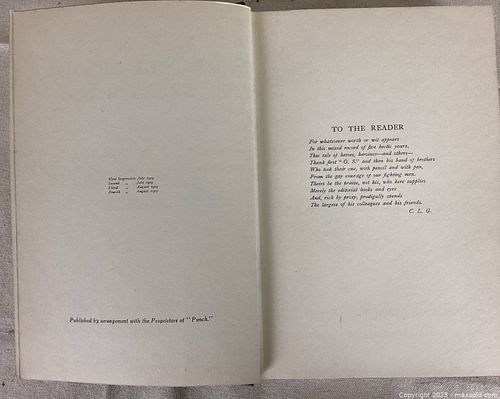 First Impression July 1919
Second „ July 1919
Third „ August 1919
Fourth „ August 1919
Published by arrangement with the Proprietors of "Punch."
TO THE READER
For whatsoever worth or wit appears
In this mixed record of five hectic years,
This tale of heroes, heroines—and others—
Thank first "O. S." and then his band of brothers
Who took their cue, with pencil and with pen,
From the gay courage of our fighting men.
Theirs be the praise, not his, who here supplies
Merely the editorial hooks and eyes
And, rich by proxy, prodigally spends
The largess of his colleagues and his friends.
C. L. G.
Copyright 2023 - maxsold.com